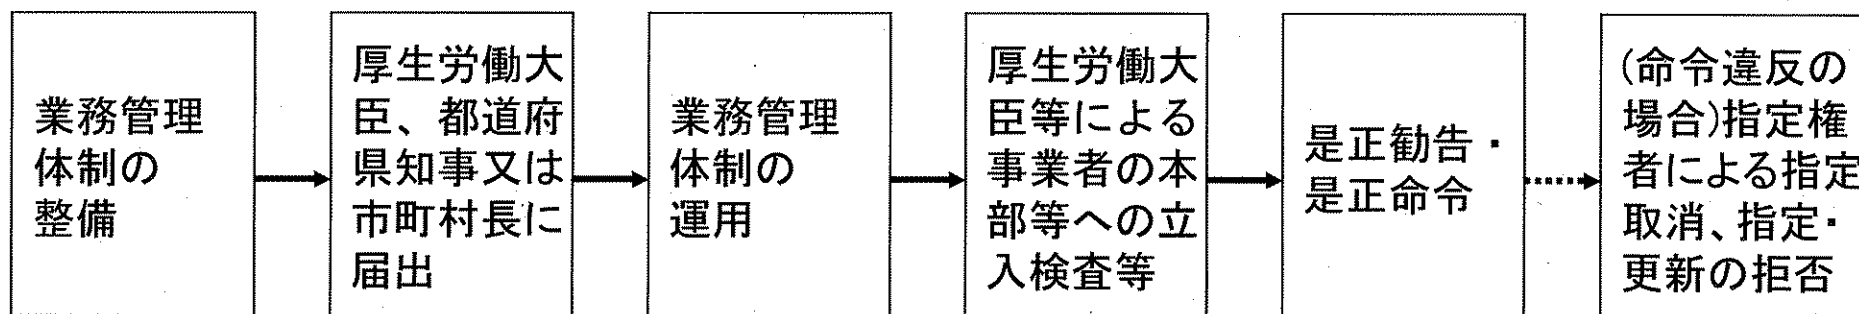 業務管理
体制の
整備
厚生労働大
臣、都道府
県知事又は
市町村長に
届出
業務管理
体制の
運用
厚生労働大
臣等による
事業者の本
部等への立
入検査等
是正勧告・
是正命令
(命令違反の
場合)指定権
者による指定
取消、指定・
更新の拒否